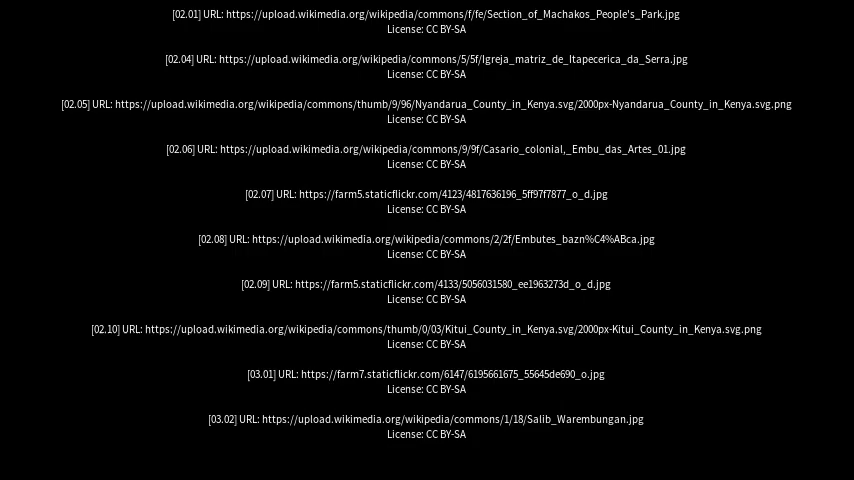 [02.01] URL: https://upload.wikimedia.org/wikipedia/commons/f/fe/Section_of_Machakos_People's_Park.jpg
License: CC BY-SA
[02.04] URL: https://upload.wikimedia.org/wikipedia/commons/5/5f/Igreja_matriz_de_Itapecerica_da_Serra.jpg
License: CC BY-SA
[02.05] URL: https://upload.wikimedia.org/wikipedia/commons/thumb/9/96/Nyandarua_County_in_Kenya.svg/2000px-Nyandarua_County_in_Kenya.svg.png
License: CC BY-SA
[02.06] URL: https://upload.wikimedia.org/wikipedia/commons/9/9f/Casario_colonial,_Embu_das_Artes_01.jpg
License: CC BY-SA
[02.07] URL: https://farm5.staticflickr.com/4123/4817636196_5ff97f7877_o_d.jpg
License: CC BY-SA
[02.08] URL: https://upload.wikimedia.org/wikipedia/commons/2/2f/Embutes_bazn%C4%ABca.jpg
License: CC BY-SA
[02.09] URL: https://farm5.staticflickr.com/4133/5056031580_ee1963273d_o_d.jpg
License: CC BY-SA
[02.10] URL: https://upload.wikimedia.org/wikipedia/commons/thumb/0/03/Kitui_County_in_Kenya.svg/2000px-Kitui_County_in_Kenya.svg.png
License: CC BY-SA
[03.01] URL: https://farm7.staticflickr.com/6147/6195661675_55645de690_o.jpg
License: CC BY-SA
[03.02] URL: https://upload.wikimedia.org/wikipedia/commons/1/18/Salib_Warembungan.jpg
License: CC BY-SA